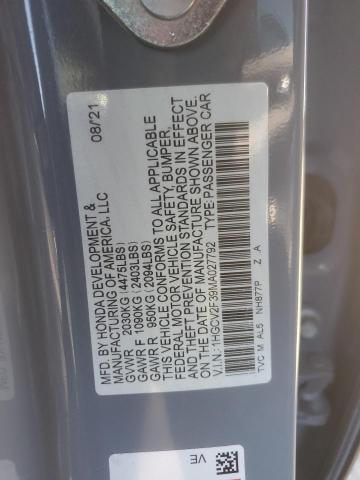 MFD. BY HONDA DEVELOPMENT & 08/21
MANUFACTURING OF AMERICA, LLC
GVWR 2030KG (4475LBS)
GAWR F 1090KG (2403LBS)
GAWR R 950KG (2094LBS)
THIS VEHICLE CONFORMS TO ALL APPLICABLE
FEDERAL MOTOR VEHICLE SAFETY, BUMPER,
AND THEFT PREVENTION STANDARDS IN EFFECT
ON THE DATE OF MANUFACTURE SHOWN ABOVE.
V.I.N.: 1HGCV2F39MA027792 TYPE:PASSENGER CAR
TVC M AL5 NH877P Z A
VE